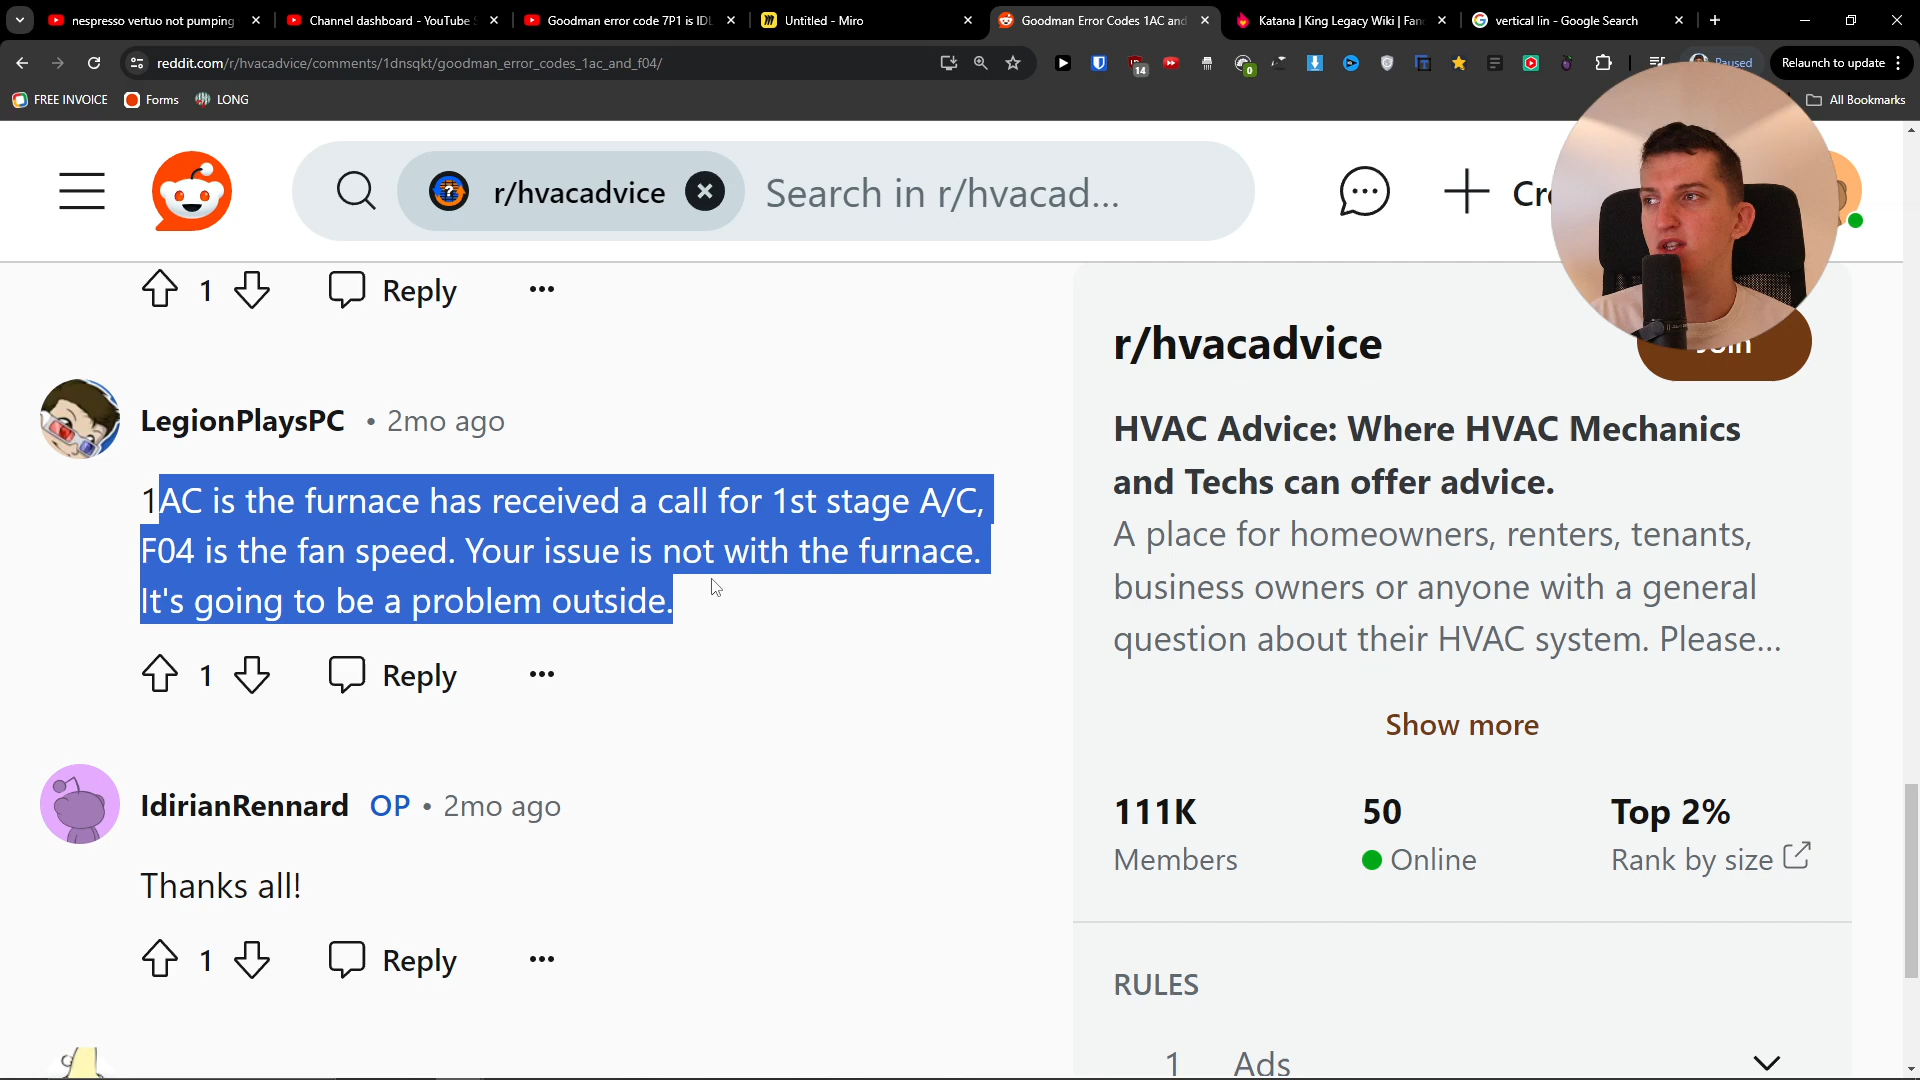 nespresso vertuo not pumping
Channel dashboard - YouTube S
Goodman error code 7P1 is IDL
Untitled - Miro
Goodman Error Codes 1AC and
Katana | King Legacy Wiki | Fan
vertical lin - Google Search
reddit.com/r/hvacadvice/comments/1dnsqkt/goodman_error_codes_1ac_and_f04/
14
0
Paused
Relaunch to update
FREE INVOICE
Forms
LONG
All Bookmarks
r/hvacadvice
Search in r/hvacad...
Cre
1
Reply
LegionPlaysPC • 2mo ago
1AC is the furnace has received a call for 1st stage A/C,
F04 is the fan speed. Your issue is not with the furnace.
It's going to be a problem outside.
1
Reply
IdirianRennard OP • 2mo ago
Thanks all!
1
Reply
r/hvacadvice
Join
HVAC Advice: Where HVAC Mechanics
and Techs can offer advice.
A place for homeowners, renters, tenants,
business owners or anyone with a general
question about their HVAC system. Please...
Show more
111K
Members
50
Online
Top 2%
Rank by size
RULES
1 Ads